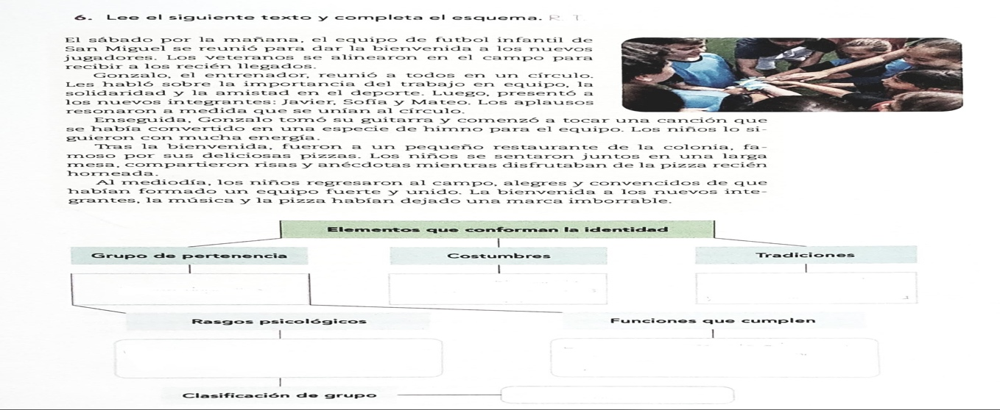 6. Lee el siguiente texto y completa el esquema. R. T.
El sábado por la mañana, el equipo de futbol infantil de
San Miguel se reunió para dar la bienvenida a los nuevos
jugadores. Los veteranos se alinearon en el campo para
recibir a los recién llegados.
Gonzalo, el entrenador, reunió a todos en un círculo.
Les habló sobre la importancia del trabajo en equipo, la
solidaridad y la amistad en el deporte. Luego, presentó a
los nuevos integrantes: Javier, Sofía y Mateo. Los aplausos
resonaron a medida que se unían al círculo.
Enseguida, Gonzalo tomó su guitarra y comenzó a tocar una canción que
se había convertido en una especie de himno para el equipo. Los niños lo si-
guieron con mucha energía.
Tras la bienvenida, fueron a un pequeño restaurante de la colonia, fa-
moso por sus deliciosas pizzas. Los niños se sentaron juntos en una larga
mesa, compartieron risas y anécdotas mientras disfrutaban de la pizza recién
horneada.
Al mediodía, los niños regresaron al campo, alegres y convencidos de que
habían formado un equipo fuerte y unido. La bienvenida a los nuevos inte-
grantes, la música y la pizza habían dejado una marca imborrable.
Elementos que conforman la identidad
Grupo de pertenencia
Costumbres
Tradiciones
Rasgos psicológicos
Funciones que cumplen
Clasificación de grupo